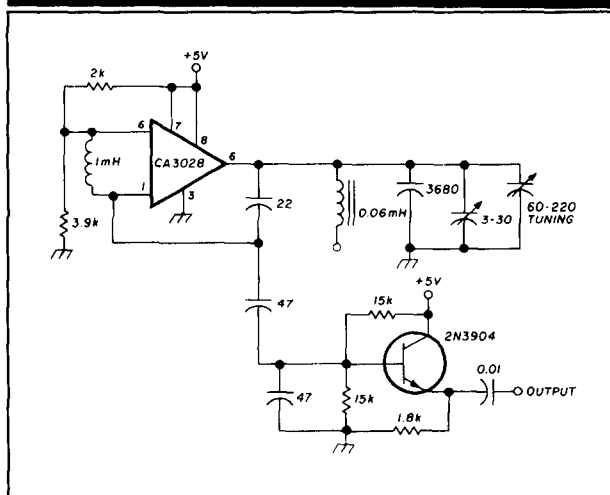 +5V
2k
6
7
8
CA3028
6
1mH
1
3
3.9k
22
0.06mH
3680
3-30
60-220
TUNING
47
+5V
15k
2N3904
47
15k
1.8k
0.01
OUTPUT